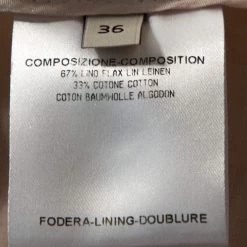 36
COMPOSIZIONE-COMPOSITION
67% LINO FLAX LIN LEINEN
33% COTONE COTTON
COTON BAUMWOLLE ALGODON
FODERA-LINING-DOUBLURE